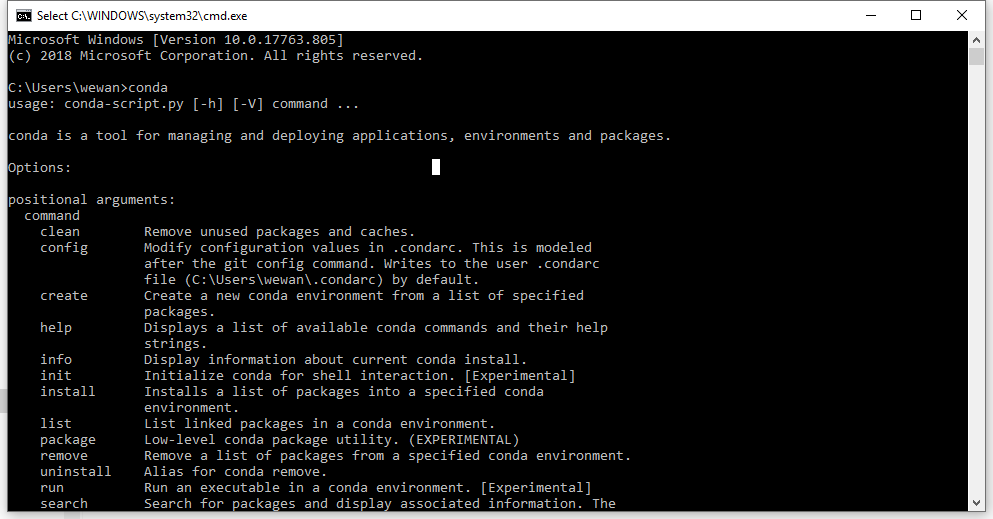 Select C:\WINDOWS\system32\cmd.exe
Microsoft Windows [Version 10.0.17763.805]
(c) 2018 Microsoft Corporation. All rights reserved.
C:\Users\wewan>conda
usage: conda-script.py [-h] [-V] command ...
conda is a tool for managing and deploying applications, environments and packages.
Options:
positional arguments:
  command
    clean        Remove unused packages and caches.
    config       Modify configuration values in .condarc. This is modeled
                 after the git config command. Writes to the user .condarc
                 file (C:\Users\wewan\.condarc) by default.
    create       Create a new conda environment from a list of specified
                 packages.
    help         Displays a list of available conda commands and their help
                 strings.
    info         Display information about current conda install.
    init         Initialize conda for shell interaction. [Experimental]
    install      Installs a list of packages into a specified conda
                 environment.
    list         List linked packages in a conda environment.
    package      Low-level conda package utility. (EXPERIMENTAL)
    remove       Remove a list of packages from a specified conda environment.
    uninstall    Alias for conda remove.
    run          Run an executable in a conda environment. [Experimental]
    search       Search for packages and display associated information. The